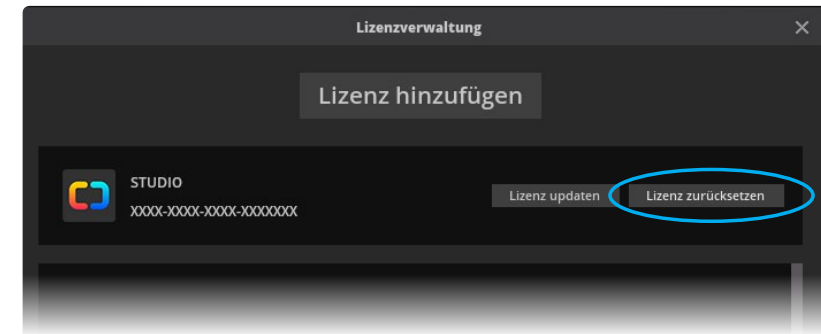 Lizenzverwaltung
Lizenz hinzufügen
STUDIO
XXXX-XXXX-XXXX-XXXXXXX
Lizenz updaten
Lizenz zurücksetzen